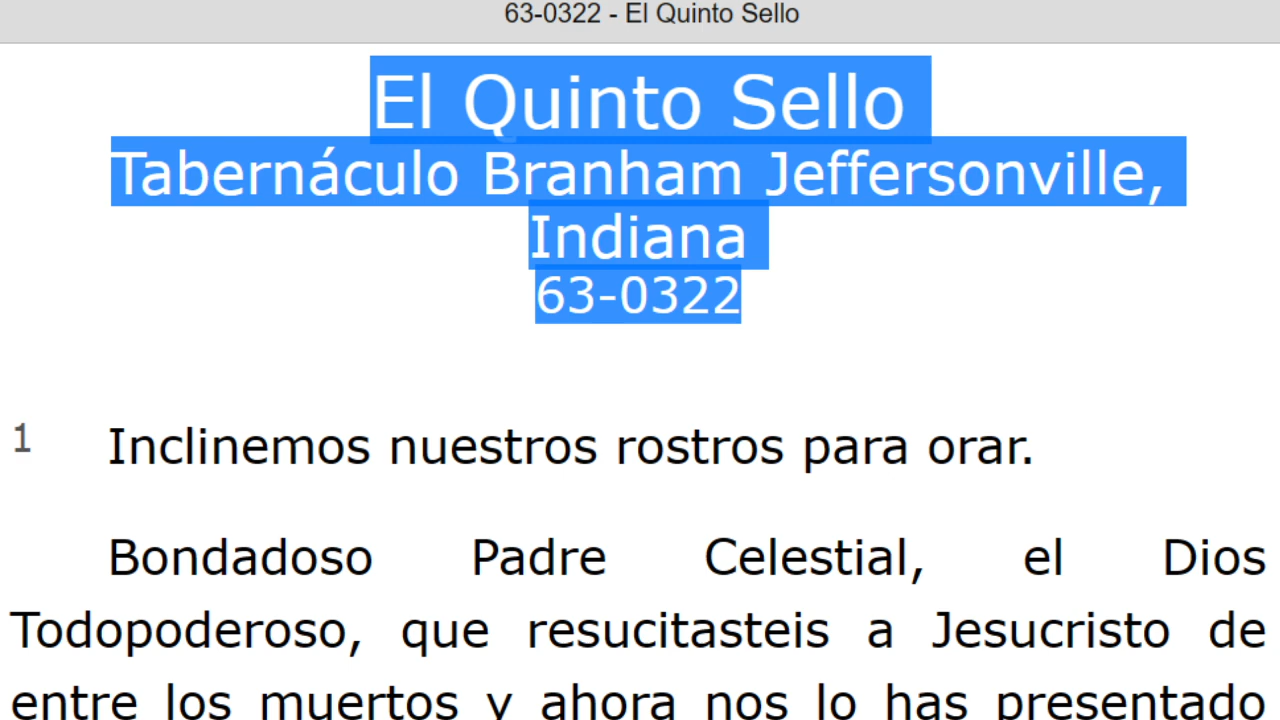 63-0322 - El Quinto Sello
El Quinto Sello
Tabernáculo Branham Jeffersonville,
Indiana
63-0322
1 Inclinemos nuestros rostros para orar.
Bondadoso Padre Celestial, el Dios
Todopoderoso, que resucitasteis a Jesucristo de
entre los muertos y ahora nos lo has presentado